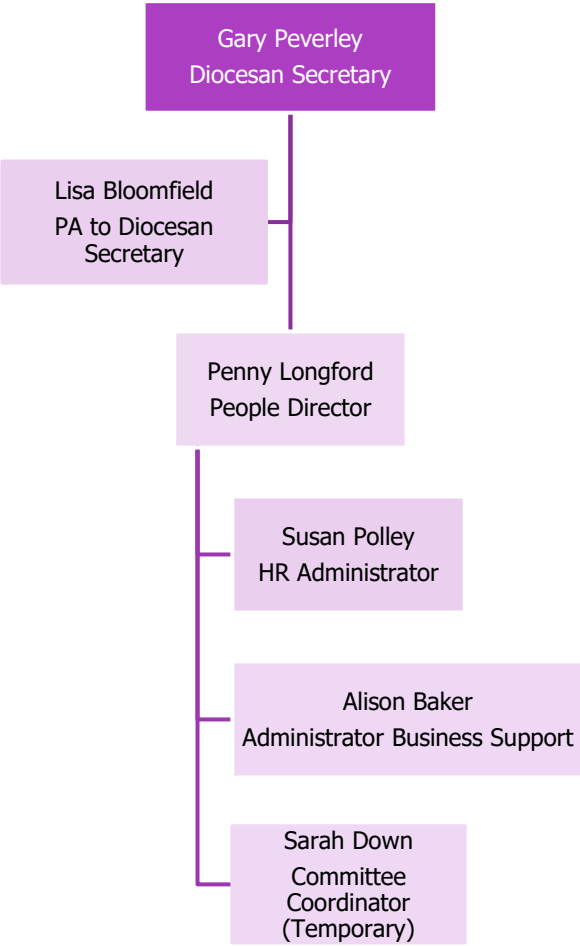 Gary Peverley
Diocesan Secretary
Lisa Bloomfield
PA to Diocesan
Secretary
Penny Longford
People Director
Susan Polley
HR Administrator
Alison Baker
Administrator Business Support
Sarah Down
Committee
Coordinator
(Temporary)